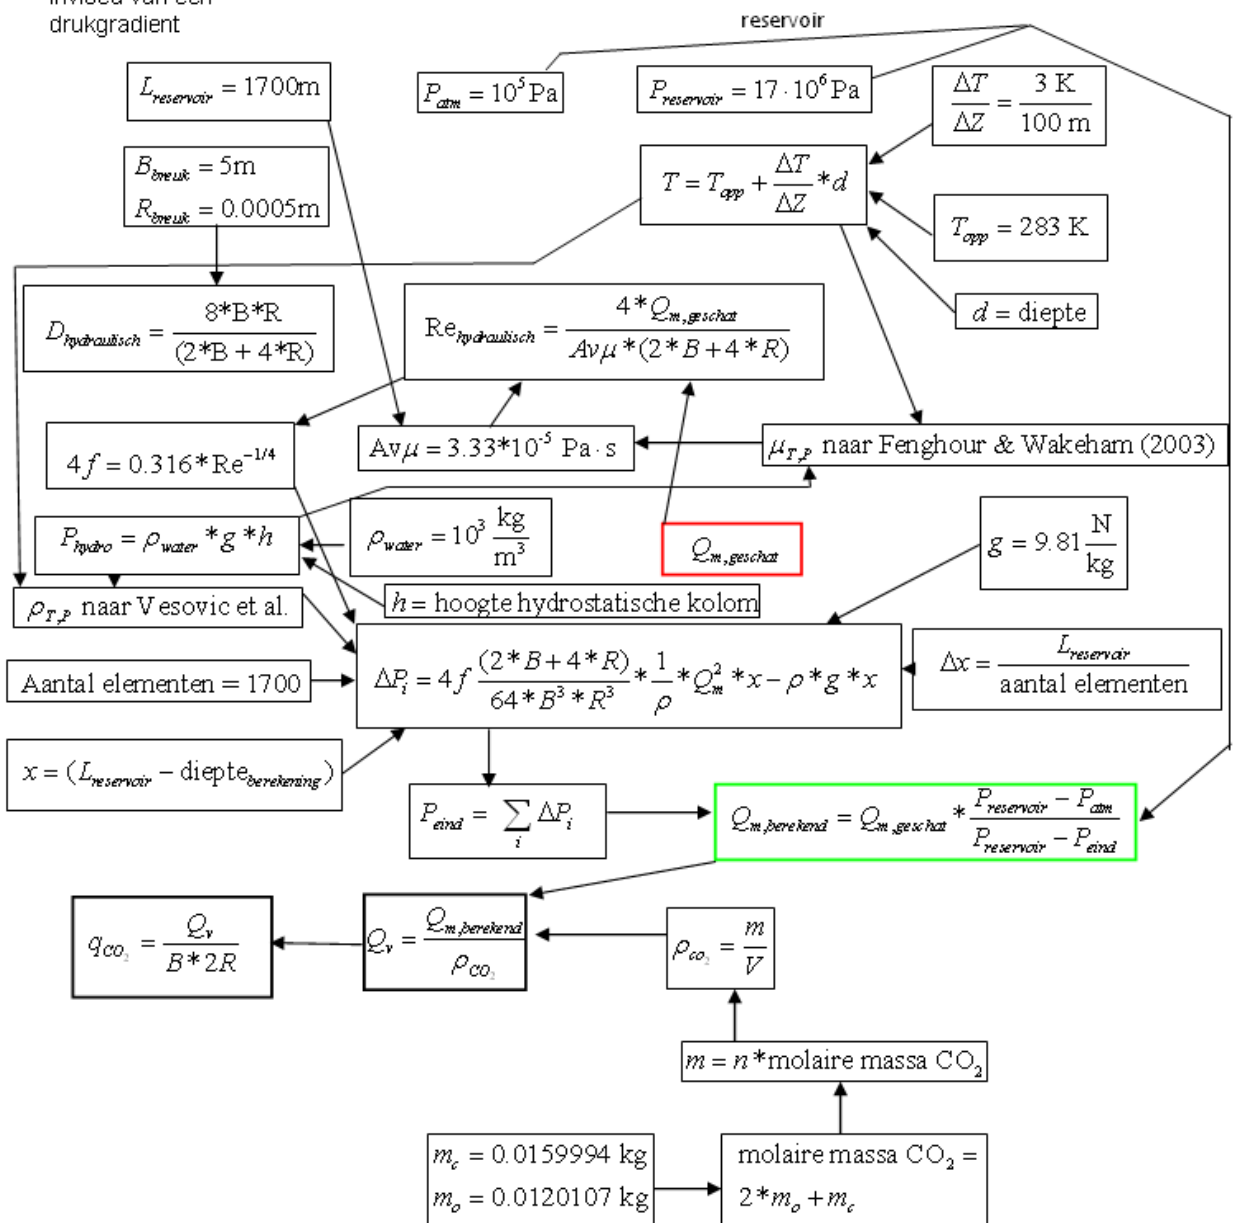 invloed van een
drukgradient
reservoir
L_reservoir = 1700m
P_atm = 10^5 Pa
P_reservoir = 17 · 10^6 Pa
ΔT/ΔZ = 3 K/100 m
B_breuk = 5m
R_breuk = 0.0005m
T = T_opp + ΔT/ΔZ * d
T_opp = 283 K
D_hydraulisch = 8*B*R/(2*B + 4*R)
Re_hydraulisch = 4*Q_m,geschat/Avμ*(2*B+4*R)
d = diepte
4f = 0.316*Re^-1/4
Avμ = 3.33*10^-5 Pa·s
μ_T,P naar Fenghour & Wakeham (2003)
P_hydro = ρ_water * g * h
ρ_water = 10^3 kg/m^3
Q_m,geschat
g = 9.81 N/kg
ρ_T,P naar Vesovic et al.
h = hoogte hydrostatische kolom
Aantal elementen = 1700
ΔP_i = 4f (2*B+4*R)/64*B^3*R^3 * 1/ρ * Q_m^2 * x − ρ*g*x
Δx = L_reservoir/aantal elementen
x = (L_reservoir − diepte_berekening)
P_eind = ∑_i ΔP_i
Q_m,berekend = Q_m,geschat * P_reservoir − P_atm/P_reservoir − P_eind
q_CO2 = Q_v/B*2R
Q_v = Q_m,berekend/ρ_CO2
ρ_co2 = m/V
m = n*molaire massa CO2
m_c = 0.0159994 kg
m_o = 0.0120107 kg
molaire massa CO2 =
2*m_o + m_c